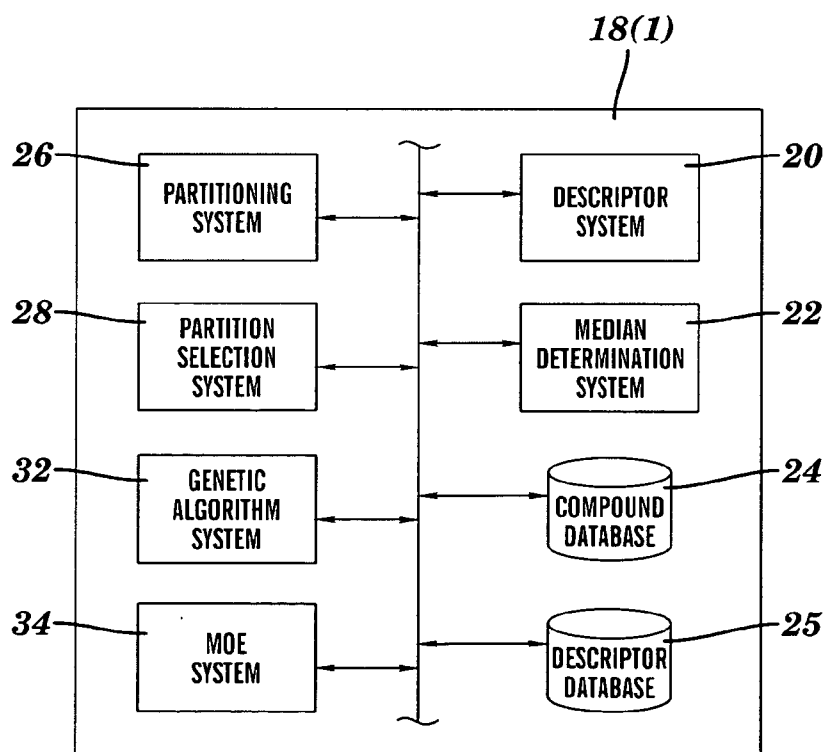 18(1)
26
PARTITIONING
SYSTEM
20
DESCRIPTOR
SYSTEM
28
PARTITION
SELECTION
SYSTEM
22
MEDIAN
DETERMINATION
SYSTEM
32
GENETIC
ALGORITHM
SYSTEM
24
COMPOUND
DATABASE
34
MOE
SYSTEM
25
DESCRIPTOR
DATABASE